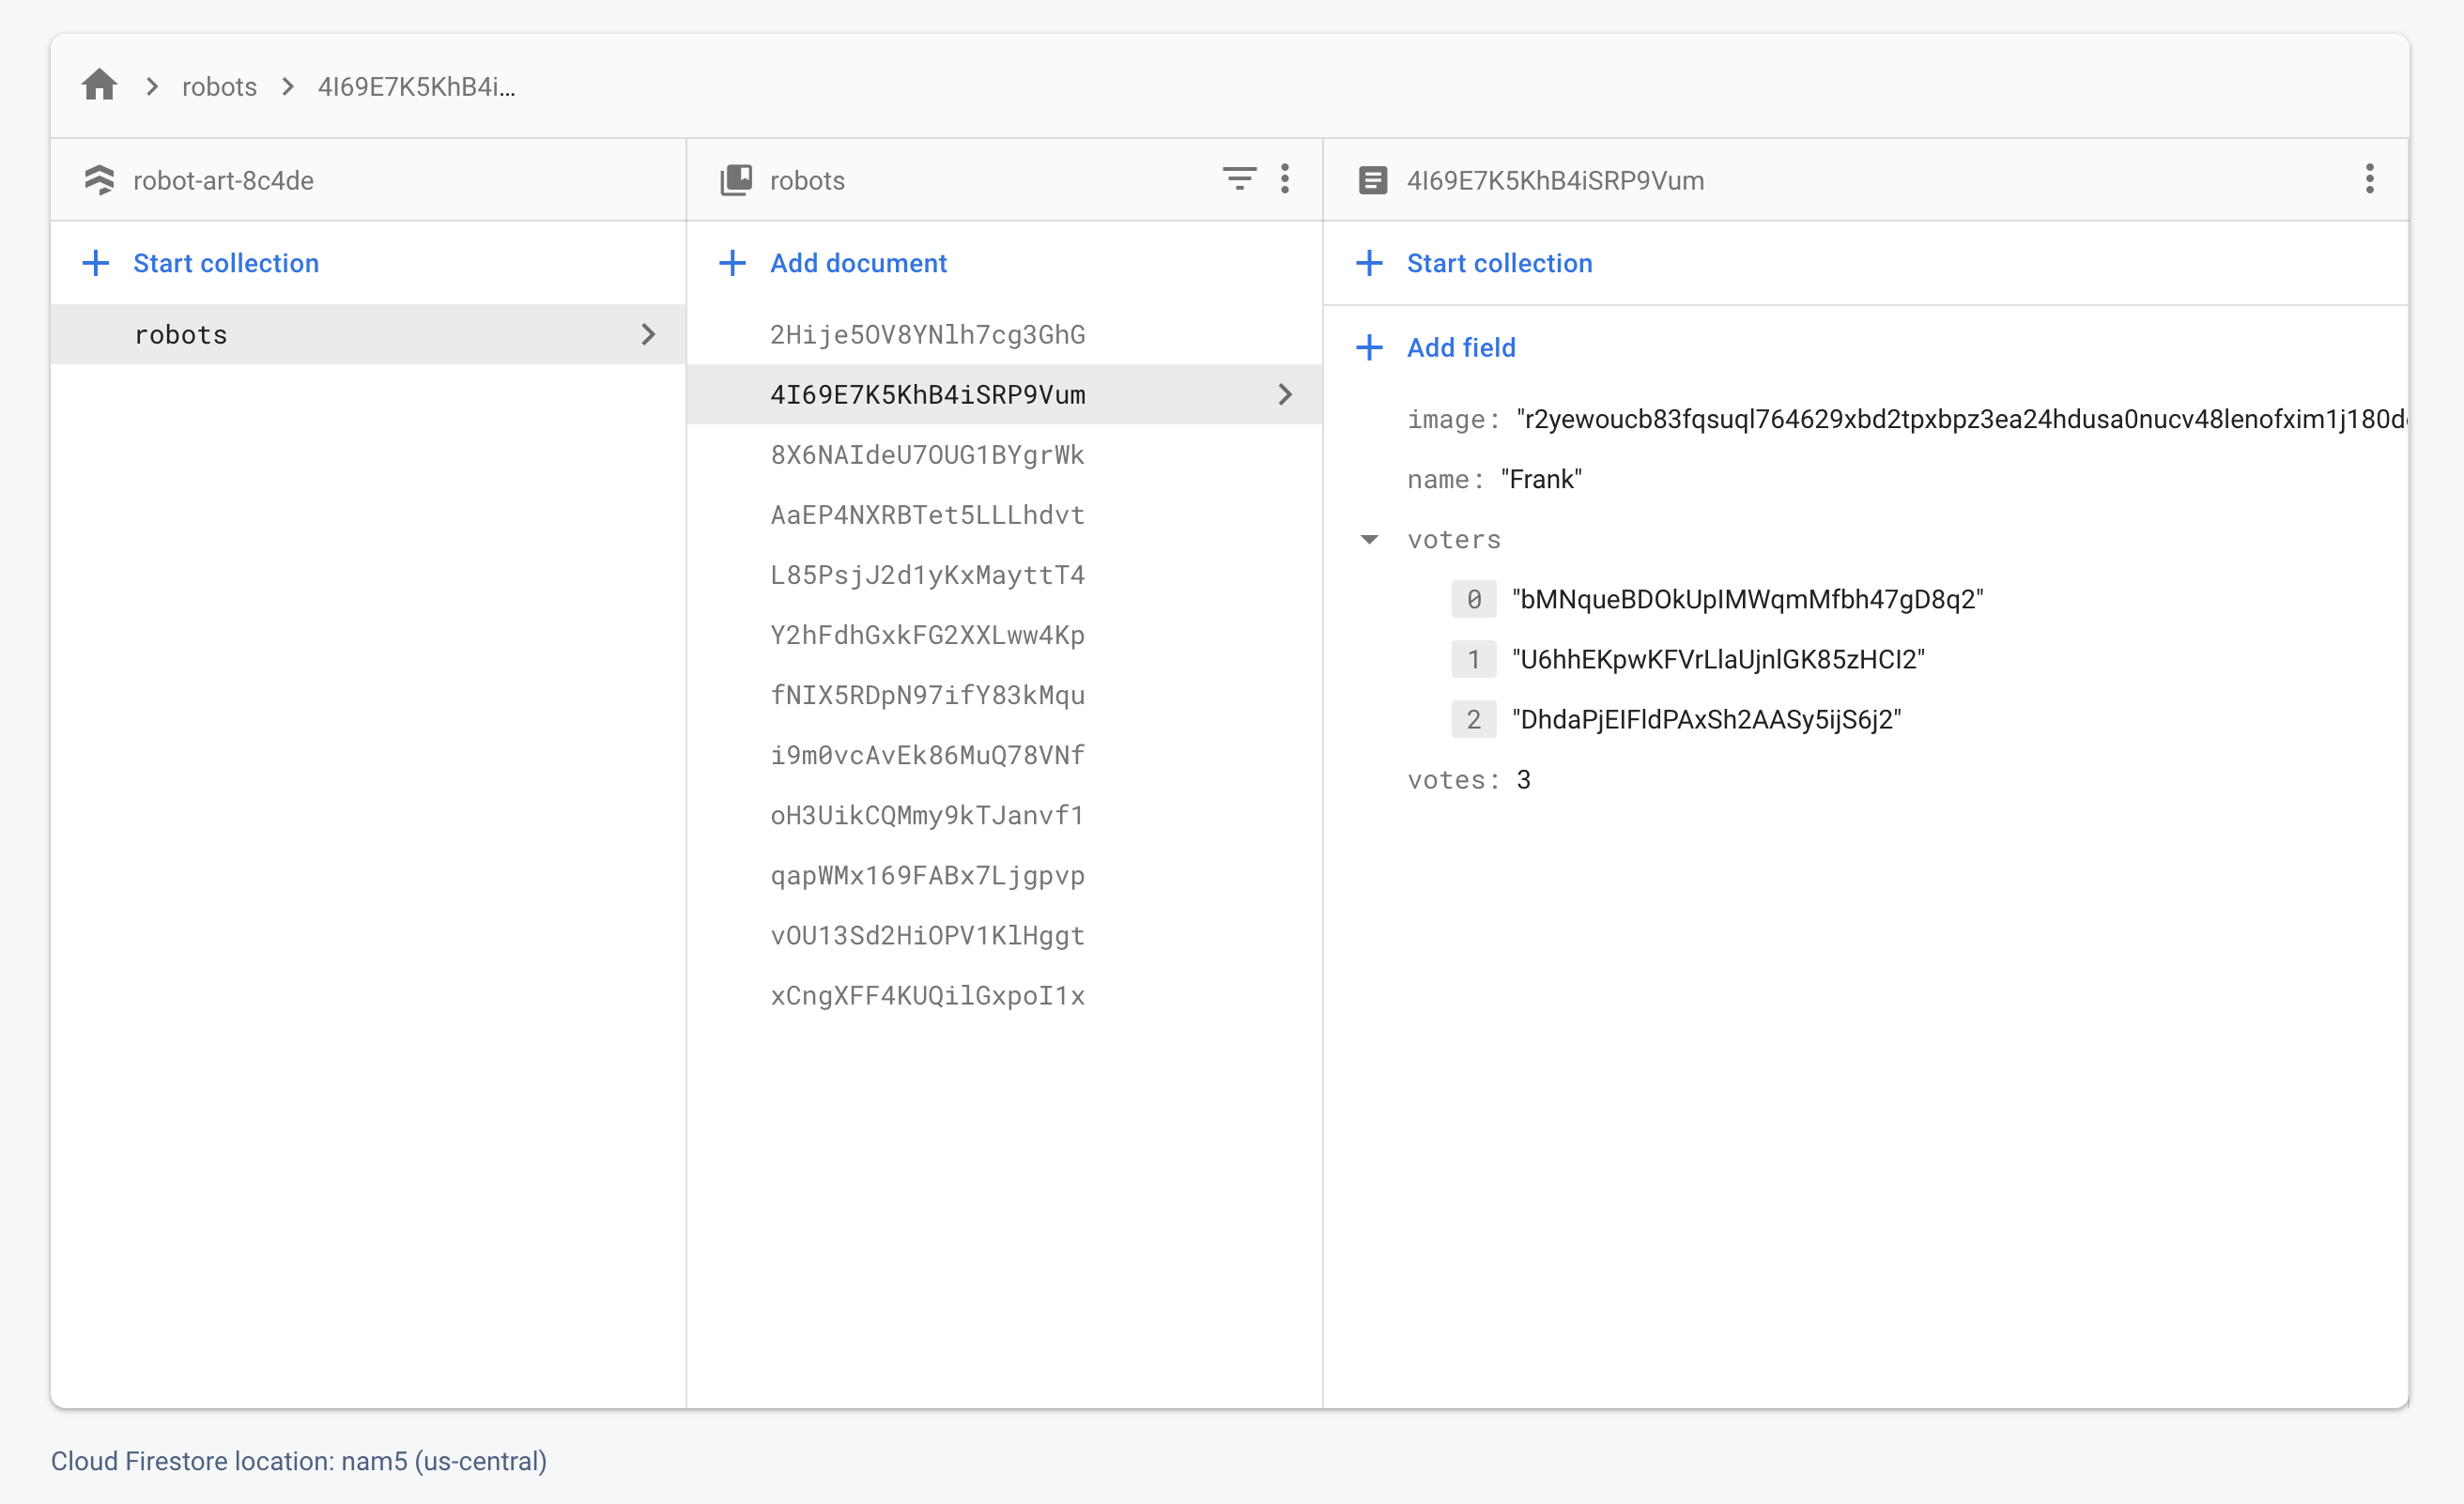 robots 4I69E7K5KhB4i...
robot-art-8c4de
Start collection
robots
robots
Add document
2Hije5OV8YNlh7cg3GhG
4I69E7K5KhB4iSRP9Vum
8X6NAIdeU7OUG1BYgrWk
AaEP4NXRBTet5LLLhdvt
L85PsjJ2d1yKxMayttT4
Y2hFdhGxkFG2XXLww4Kp
fNIX5RDpN97ifY83kMqu
i9m0vcAvEk86MuQ78VNf
oH3UikCQMmy9kTJanvf1
qapWMx169FABx7Ljgpvp
vOU13Sd2HiOPV1KlHggt
xCngXFF4KUQilGxpoI1x
4I69E7K5KhB4iSRP9Vum
Start collection
Add field
image: "r2yewoucb83fqsuql764629xbd2tpxbpz3ea24hdusa0nucv48lenofxim1j180d
name: "Frank"
voters
0 "bMNqueBDOkUpIMWqmMfbh47gD8q2"
1 "U6hhEKpwKFVrLlaUjnlGK85zHCI2"
2 "DhdaPjEIFldPAxSh2AASy5ijS6j2"
votes: 3
Cloud Firestore location: nam5 (us-central)